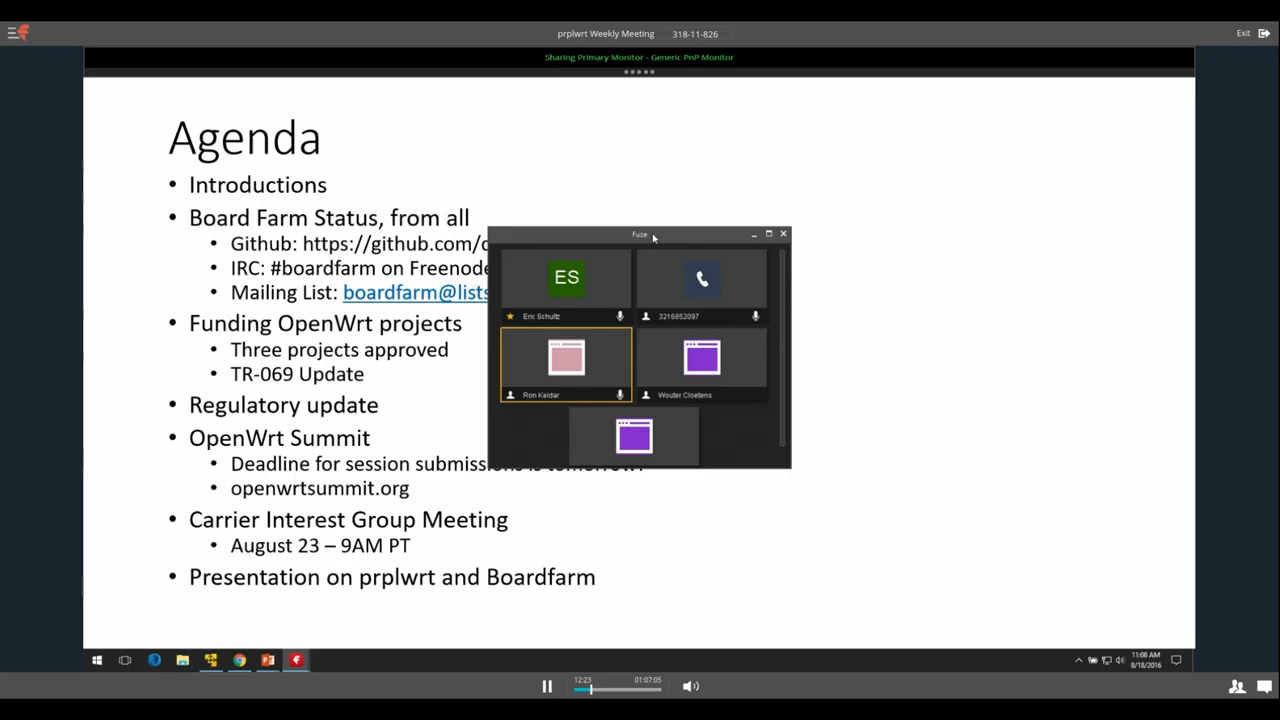 prplwrt Weekly Meeting 318-11-826
Exit
Sharing Primary Monitor - Generic PnP Monitor
Agenda
• Introductions
• Board Farm Status, from all
• Github: https://github.com/
• IRC: #boardfarm on Freenode
• Mailing List: boardfarm@lists
• Funding OpenWrt projects
• Three projects approved
• TR-069 Update
• Regulatory update
• OpenWrt Summit
• Deadline for session submissions is tomorrow!
• openwrtsummit.org
• Carrier Interest Group Meeting
• August 23 – 9AM PT
• Presentation on prplwrt and Boardfarm
Fuze
ES
Eric Schultz
3216952097
Ron Keidar
Wouter Cloetens
11:08 AM
8/18/2016
12:23
01:07:05